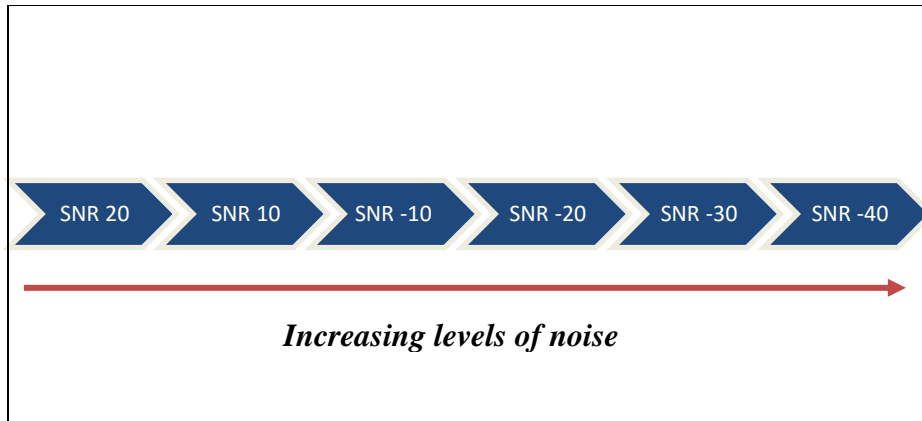 SNR 20 SNR 10 SNR -10 SNR -20 SNR -30 SNR -40
Increasing levels of noise